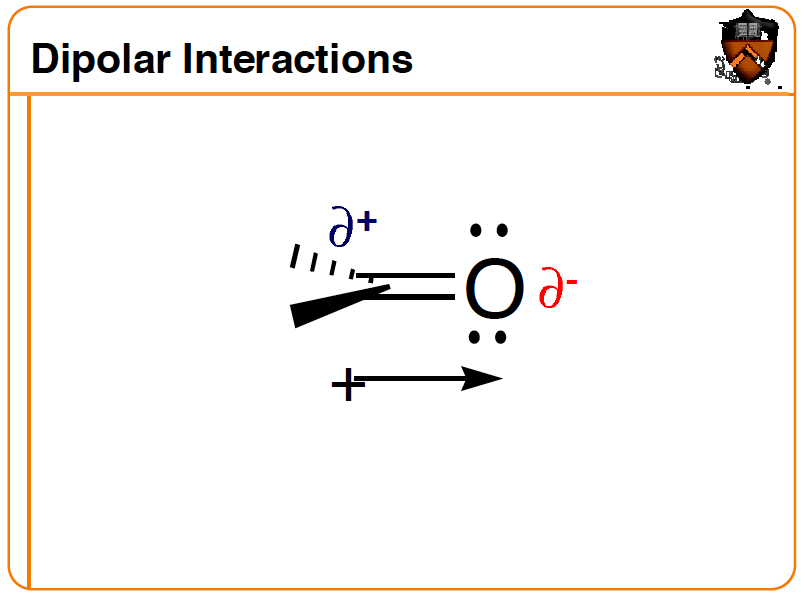 Dipolar Interactions
∂+
O ∂-
+